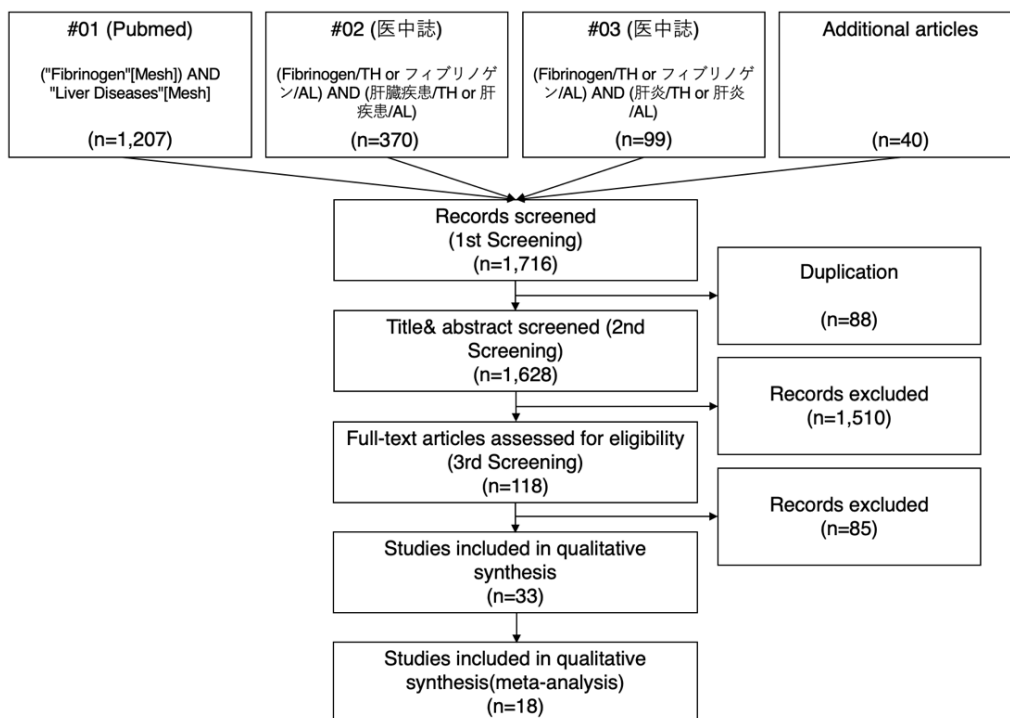 #01 (Pubmed)
("Fibrinogen"[Mesh]) AND
"Liver Diseases"[Mesh]
(n=1,207)
#02 (医中誌)
(Fibrinogen/TH or フィブリノゲ
ン/AL) AND (肝臓疾患/TH or 肝
疾患/AL)
(n=370)
#03 (医中誌)
(Fibrinogen/TH or フィブリノゲ
ン/AL) AND (肝炎/TH or 肝炎
/AL)
(n=99)
Additional articles
(n=40)
Records screened
(1st Screening)
(n=1,716)
Duplication
(n=88)
Title& abstract screened (2nd
Screening)
(n=1,628)
Records excluded
(n=1,510)
Full-text articles assessed for eligibility
(3rd Screening)
(n=118)
Records excluded
(n=85)
Studies included in qualitative
synthesis
(n=33)
Studies included in qualitative
synthesis(meta-analysis)
(n=18)